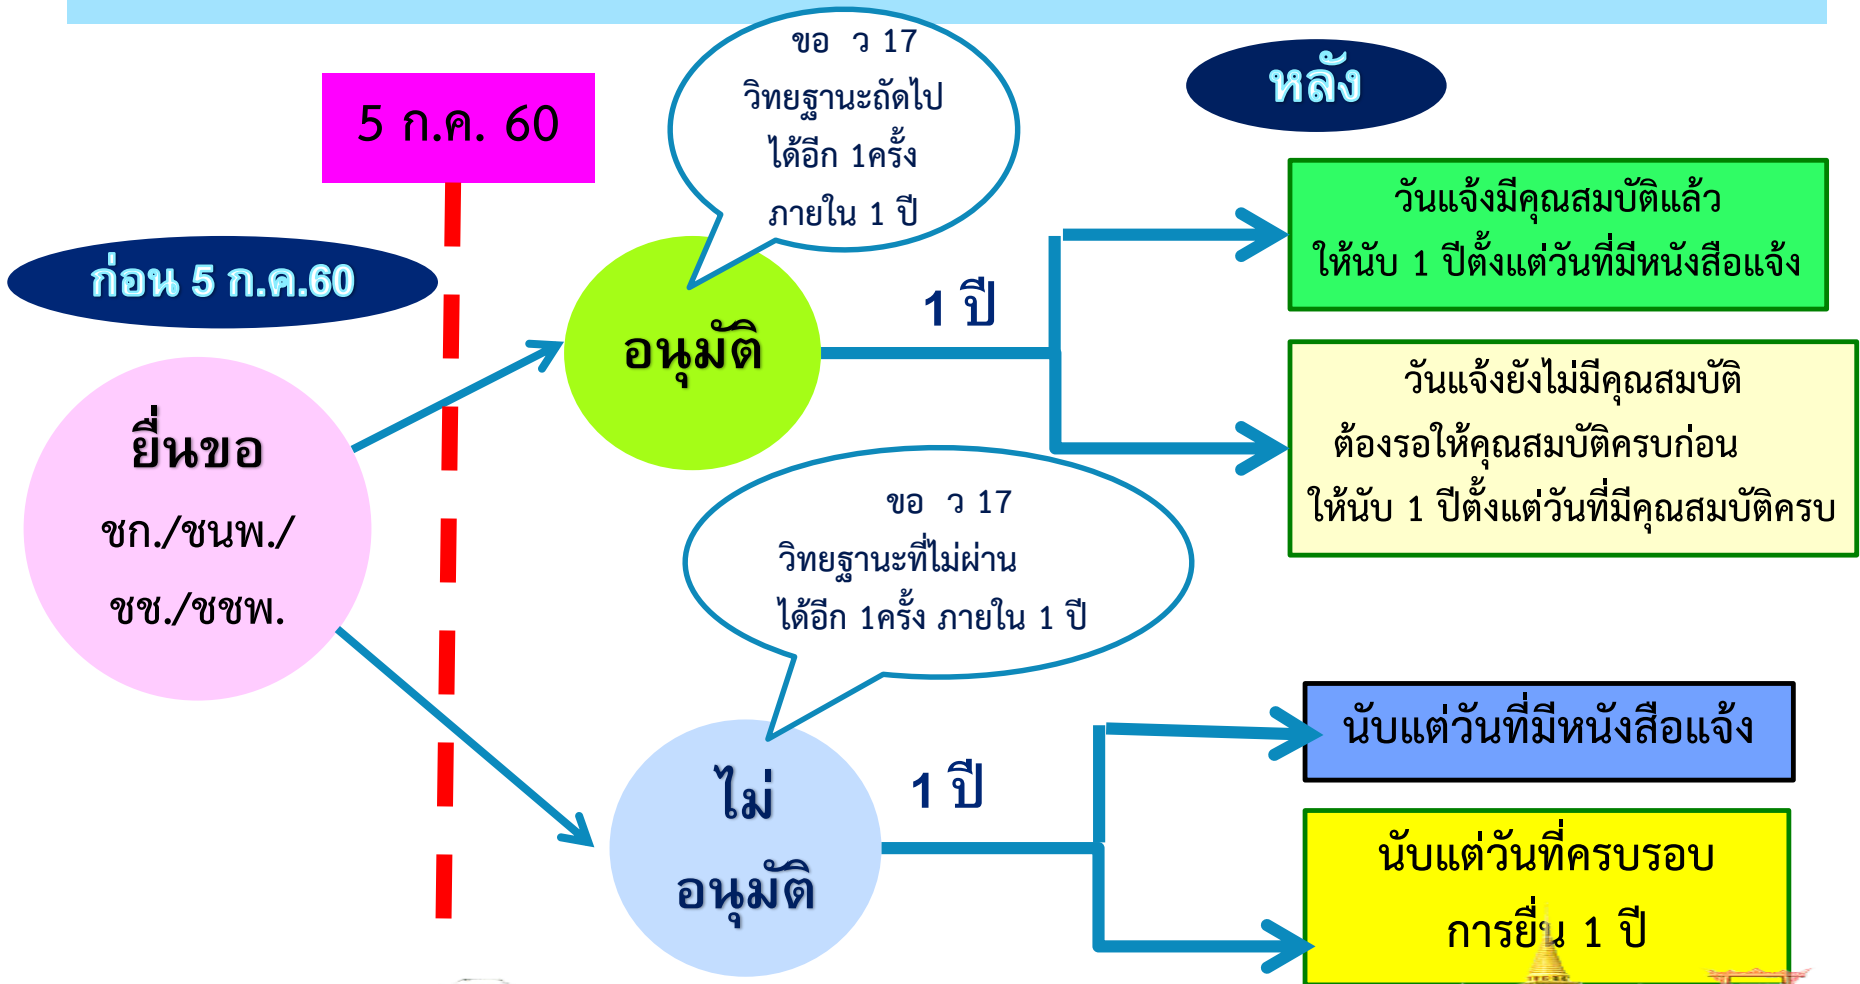 5 ก.ค. 60
ขอ ว 17
วิทยฐานะถัดไป
ได้อีก 1ครั้ง
ภายใน 1 ปี
หลัง
ก่อน 5 ก.ค.60
ยื่นขอ
ชก./ชนพ./
ชช./ชชพ.
อนุมัติ
1 ปี
วันแจ้งมีคุณสมบัติแล้ว
ให้นับ 1 ปีตั้งแต่วันที่มีหนังสือแจ้ง
วันแจ้งยังไม่มีคุณสมบัติ
ต้องรอให้คุณสมบัติครบก่อน
ให้นับ 1 ปีตั้งแต่วันที่มีคุณสมบัติครบ
ขอ ว 17
วิทยฐานะที่ไม่ผ่าน
ได้อีก 1ครั้ง ภายใน 1 ปี
ไม่
อนุมัติ
1 ปี
นับแต่วันที่มีหนังสือแจ้ง
นับแต่วันที่ครบรอบ
การยื่น 1 ปี